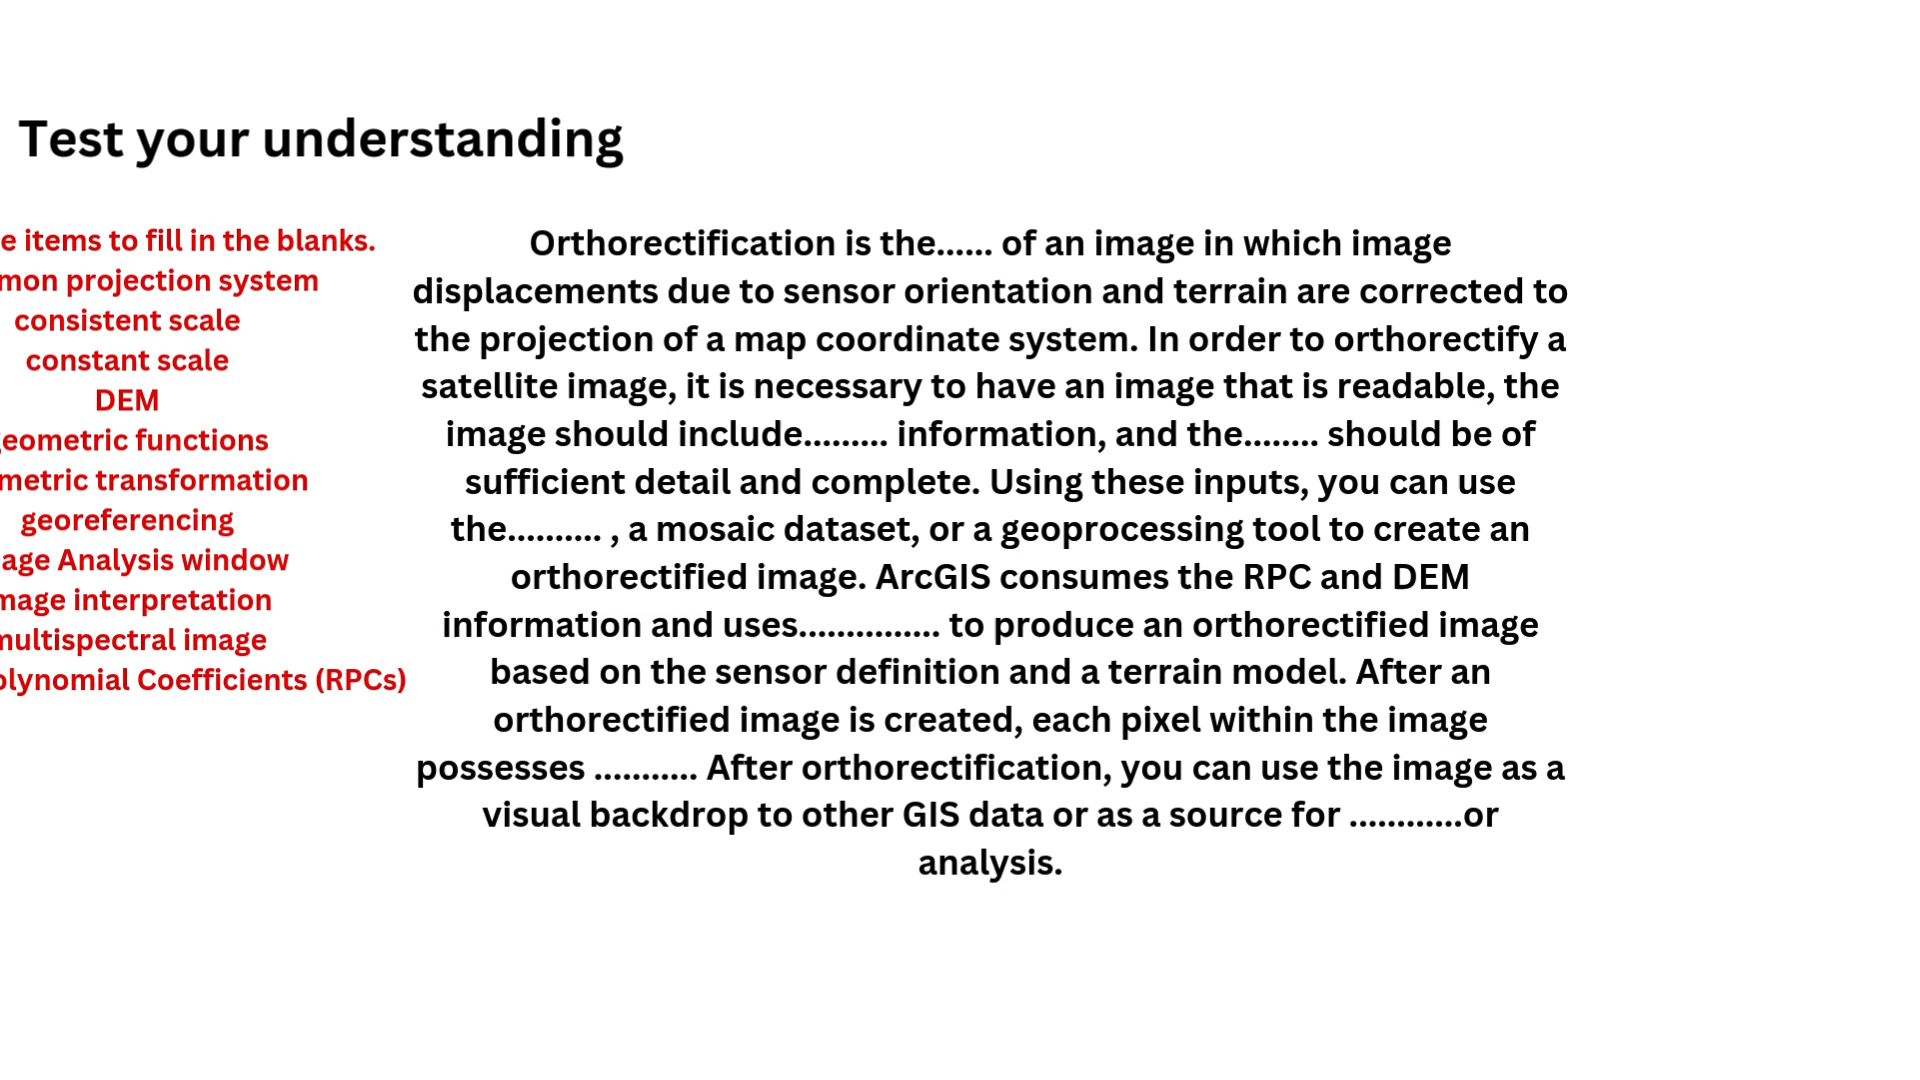 Test your understanding
e items to fill in the blanks.
mon projection system
consistent scale
constant scale
DEM
eometric functions
metric transformation
georeferencing
age Analysis window
mage interpretation
multispectral image
olynomial Coefficients (RPCs)
Orthorectification is the...... of an image in which image
displacements due to sensor orientation and terrain are corrected to
the projection of a map coordinate system. In order to orthorectify a
satellite image, it is necessary to have an image that is readable, the
image should include......... information, and the........ should be of
sufficient detail and complete. Using these inputs, you can use
the.......... , a mosaic dataset, or a geoprocessing tool to create an
orthorectified image. ArcGIS consumes the RPC and DEM
information and uses............... to produce an orthorectified image
based on the sensor definition and a terrain model. After an
orthorectified image is created, each pixel within the image
possesses ........... After orthorectification, you can use the image as a
visual backdrop to other GIS data or as a source for ............or
analysis.